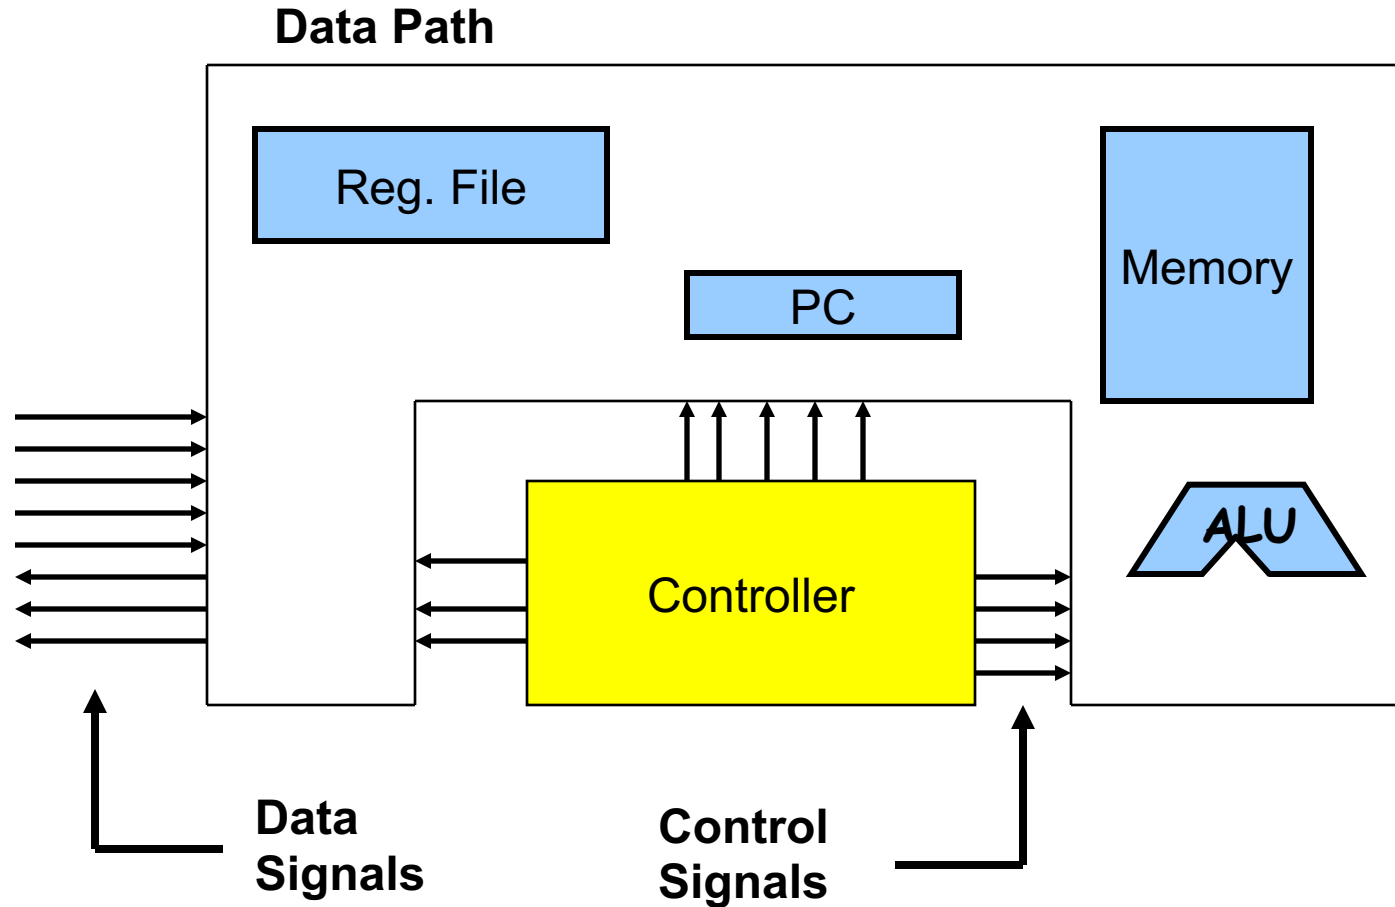 Data Path
Reg. File
Memory
PC
ALU
Controller
Data
Signals
Control
Signals